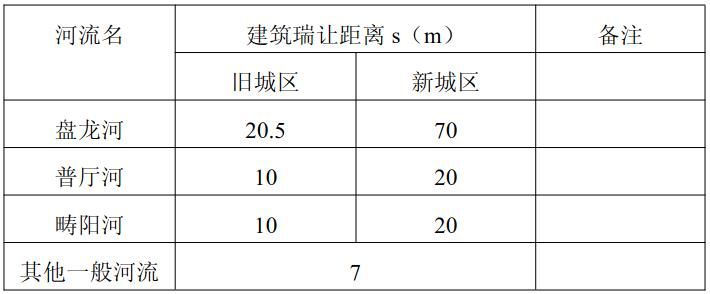 河流名 建筑瑞让距离 s（m） 备注
旧城区 新城区
盘龙河 20.5 70
普厅河 10 20
畴阳河 10 20
其他一般河流 7